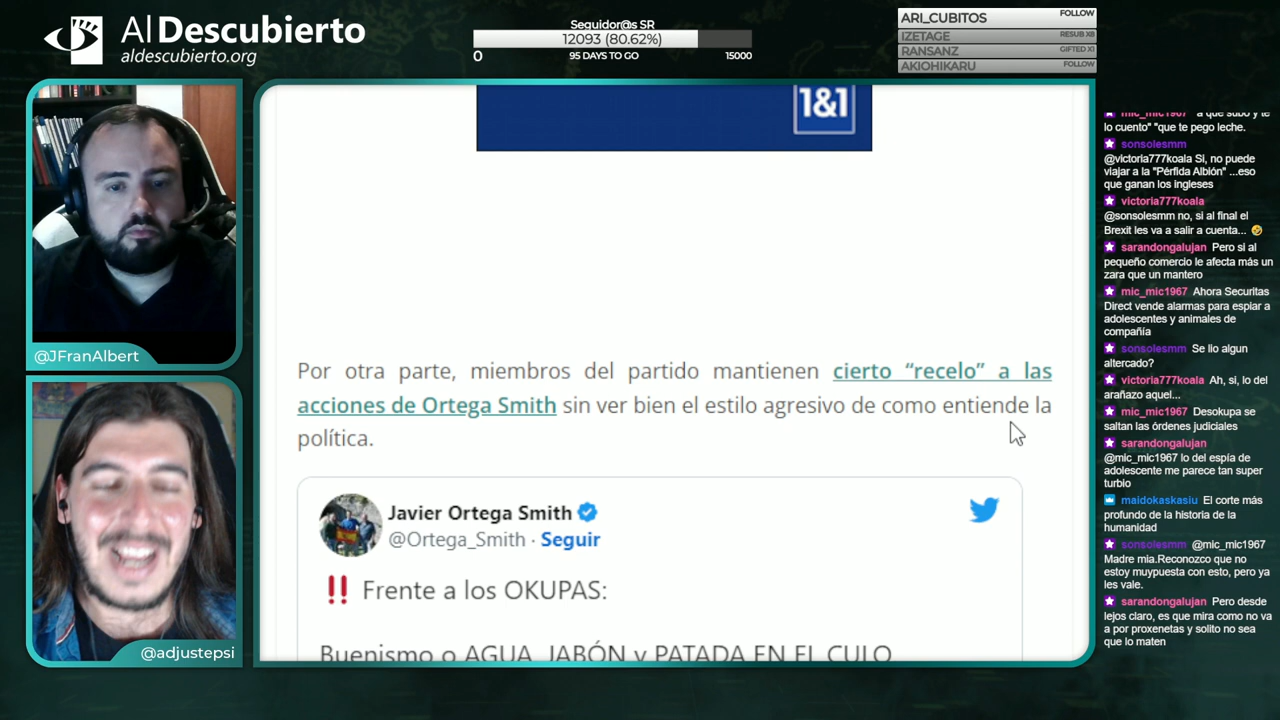 Al Descubierto
aldescubierto.org
Seguidor@s SR
12093 (80.62%)
0
95 DAYS TO GO
15000
ARI_CUBITOS FOLLOW
IZETAGE RESUB X8
RANSANZ GIFTED X1
AKIOHIKARU FOLLOW
@JFranAlbert
@adjustepsi
1&1
Por otra parte, miembros del partido mantienen cierto “recelo” a las
acciones de Ortega Smith sin ver bien el estilo agresivo de como entiende la
política.
Javier Ortega Smith
@Ortega_Smith · Seguir
‼ Frente a los OKUPAS:
Buenismo o AGUA, JABÓN y PATADA EN EL CULO
mic_mic1967 "a que subo y te
lo cuento" "que te pego leche.
sonsolesmm
@victoria777koala Si, no puede
viajar a la "Pérfida Albión" ...eso
que ganan los ingleses
victoria777koala
@sonsolesmm no, si al final el
Brexit les va a salir a cuenta... 🤣
sarandongalujan Pero si al
pequeño comercio le afecta más un
zara que un mantero
mic_mic1967 Ahora Securitas
Direct vende alarmas para espiar a
adolescentes y animales de
compañía
sonsolesmm Se lio algun
altercado?
victoria777koala Ah, si, lo del
arañazo aquel...
mic_mic1967 Desokupa se
saltan las órdenes judiciales
sarandongalujan
@mic_mic1967 lo del espía de
adolescente me parece tan super
turbio
maidokaskasiu El corte más
profundo de la historia de la
humanidad
sonsolesmm @mic_mic1967
Madre mia.Reconozco que no
estoy muypuesta con esto, pero ya
les vale.
sarandongalujan Pero desde
lejos claro, es que mira como no va
a por proxenetas y solito no sea
que lo maten